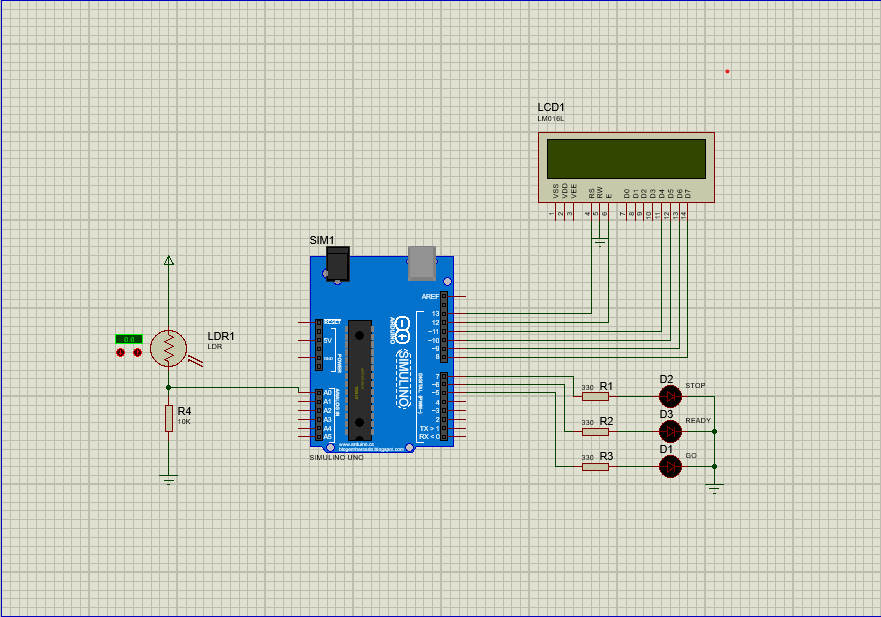 LCD1
LM016L
VSS VDD VEE RS RW E D0 D1 D2 D3 D4 D5 D6 D7
1 2 3 4 5 6 7 8 9 10 11 12 13 14
SIM1
AREF
13
12
~11
~10
~9
8
RESET
5V
GND
POWER
ARDUINO
SIMULINO
DIGITAL (PWM~)
ANALOG IN
A0
A1
A2
A3
A4
A5
7
~6
~5
4
~3
2
TX > 1
RX < 0
www.arduino.cc
blogembarcado.blogspot.com
SIMULINO UNO
0.0
LDR1
LDR
R4
10K
330 R1
D2
STOP
330 R2
D3
READY
330 R3
D1
GO